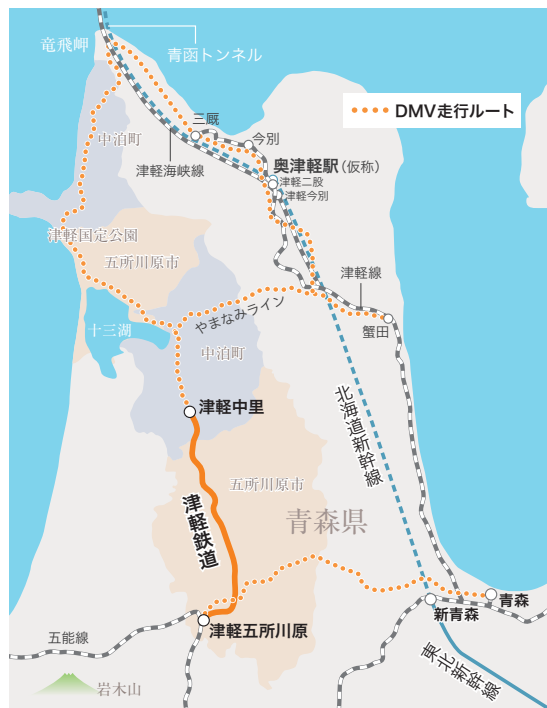 竜飛岬
青函トンネル
DMV走行ルート
三厩
中泊町
今別
津軽海峡線
奥津軽駅(仮称)
津軽二股
津軽今別
津軽国定公園
五所川原市
津軽線
十三湖
やまなみライン
蟹田
中泊町
津軽中里
北海道新幹線
五所川原市
津軽鉄道
青森県
青森
新青森
津軽五所川原
五能線
東北新幹線
岩木山